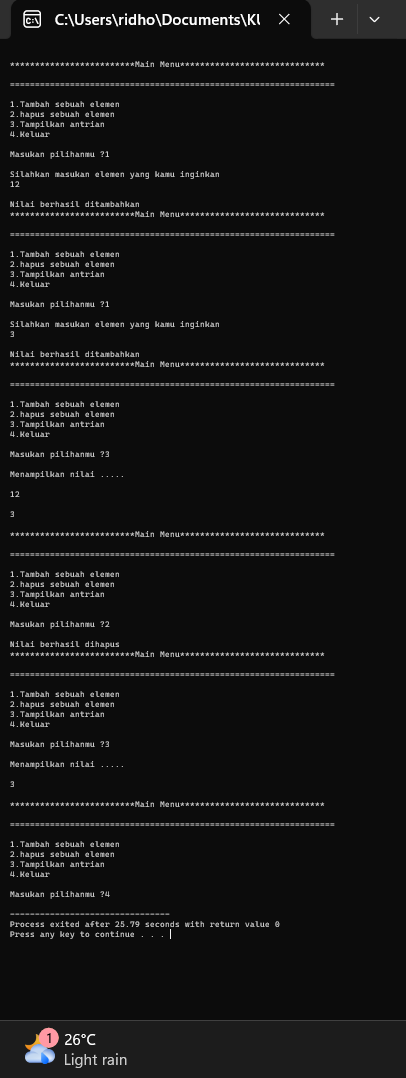 C:\Users\ridho\Documents\KU
*************************Main Menu*****************************
=================================================================
1.Tambah sebuah elemen
2.hapus sebuah elemen
3.Tampilkan antrian
4.Keluar
Masukan pilihanmu ?1
Silahkan masukan elemen yang kamu inginkan
12
Nilai berhasil ditambahkan
*************************Main Menu*****************************
=================================================================
1.Tambah sebuah elemen
2.hapus sebuah elemen
3.Tampilkan antrian
4.Keluar
Masukan pilihanmu ?1
Silahkan masukan elemen yang kamu inginkan
3
Nilai berhasil ditambahkan
*************************Main Menu*****************************
=================================================================
1.Tambah sebuah elemen
2.hapus sebuah elemen
3.Tampilkan antrian
4.Keluar
Masukan pilihanmu ?3
Menampilkan nilai .....
12
3
*************************Main Menu*****************************
=================================================================
1.Tambah sebuah elemen
2.hapus sebuah elemen
3.Tampilkan antrian
4.Keluar
Masukan pilihanmu ?2
Nilai berhasil dihapus
*************************Main Menu*****************************
=================================================================
1.Tambah sebuah elemen
2.hapus sebuah elemen
3.Tampilkan antrian
4.Keluar
Masukan pilihanmu ?3
Menampilkan nilai .....
3
*************************Main Menu*****************************
=================================================================
1.Tambah sebuah elemen
2.hapus sebuah elemen
3.Tampilkan antrian
4.Keluar
Masukan pilihanmu ?4
--------------------------------
Process exited after 25.79 seconds with return value 0
Press any key to continue . . .
1
26°C
Light rain